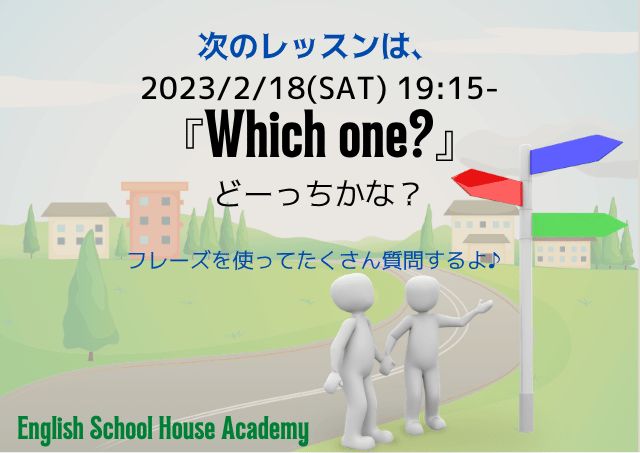 次のレッスンは、
2023/2/18(SAT) 19:15-
『Which one?』
どーっちかな？
フレーズを使ってたくさん質問するよ♪
English School House Academy